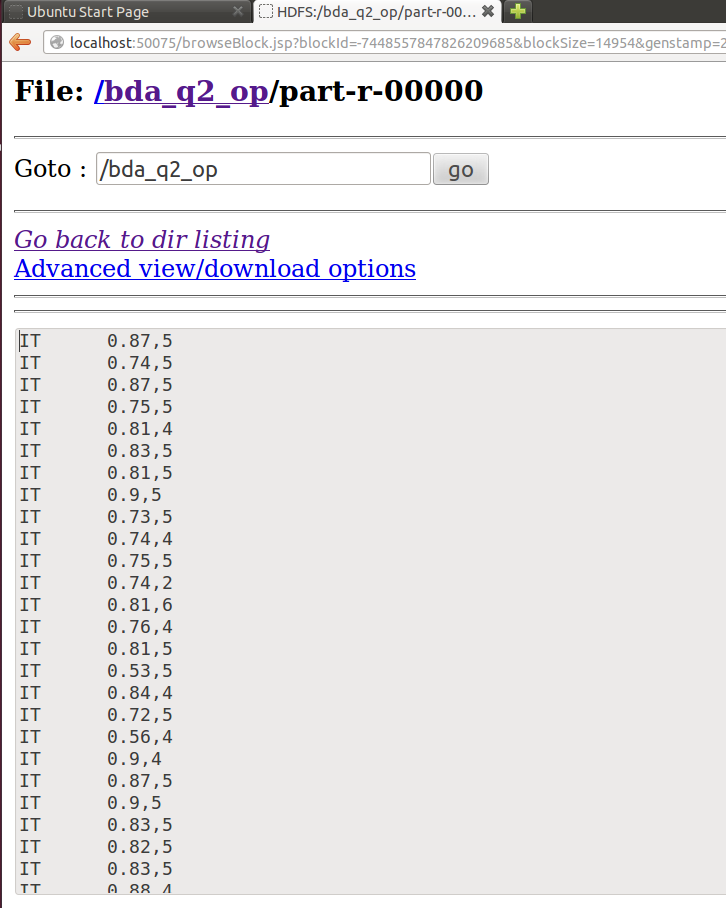 Ubuntu Start Page
HDFS:/bda_q2_op/part-r-00...
localhost:50075/browseBlock.jsp?blockId=-7448557847826209685&blockSize=14954&genstamp=2
File: /bda_q2_op/part-r-00000
Goto : /bda_q2_op go
Go back to dir listing
Advanced view/download options
IT 0.87,5
IT 0.74,5
IT 0.87,5
IT 0.75,5
IT 0.81,4
IT 0.83,5
IT 0.81,5
IT 0.9,5
IT 0.73,5
IT 0.74,4
IT 0.75,5
IT 0.74,2
IT 0.81,6
IT 0.76,4
IT 0.81,5
IT 0.53,5
IT 0.84,4
IT 0.72,5
IT 0.56,4
IT 0.9,4
IT 0.87,5
IT 0.9,5
IT 0.83,5
IT 0.82,5
IT 0.83,5
IT 0.88,4